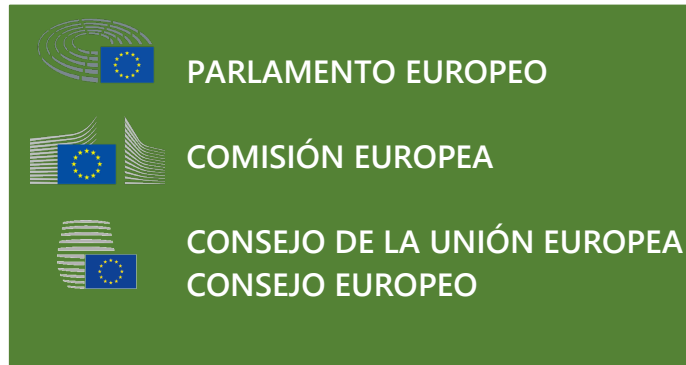 PARLAMENTO EUROPEO
COMISIÓN EUROPEA
CONSEJO DE LA UNIÓN EUROPEA
CONSEJO EUROPEO